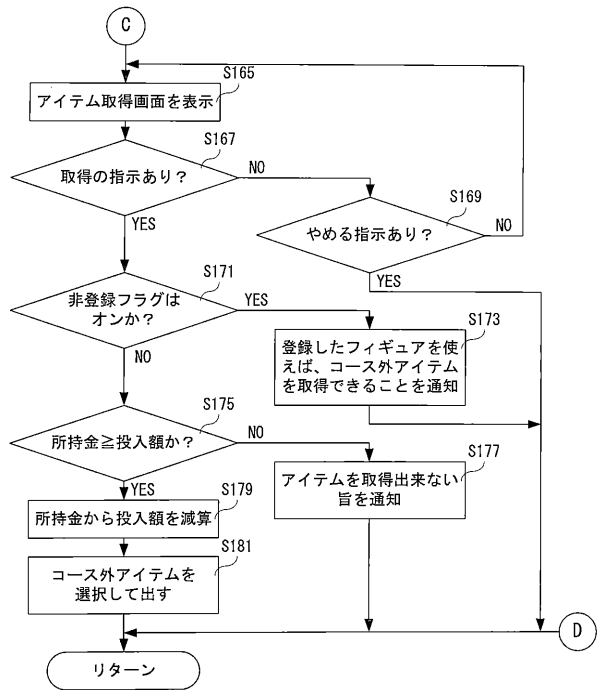 C
S165
アイテム取得画面を表示
S167
取得の指示あり？
NO
YES
S169
やめる指示あり？
NO
YES
S171
非登録フラグは
オンか？
YES
NO
S173
登録したフィギュアを使
えば、コース外アイテム
を取得できることを通知
S175
所持金≧投入額か？
NO
YES
S177
アイテムを取得出来ない
旨を通知
S179
所持金から投入額を減算
S181
コース外アイテムを
選択して出す
D
リターン